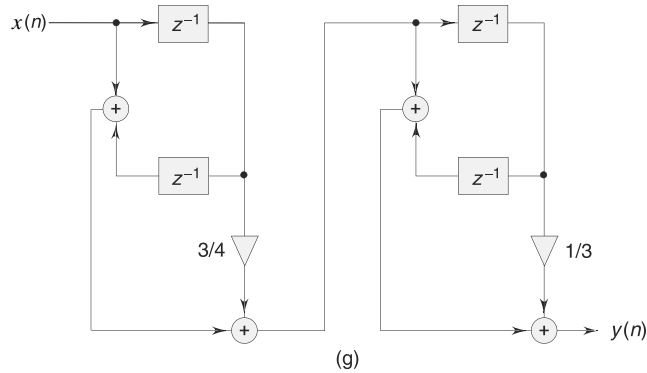 x(n)
z⁻¹
z⁻¹
+
+
z⁻¹
z⁻¹
3/4
1/3
+
+
y(n)
(g)